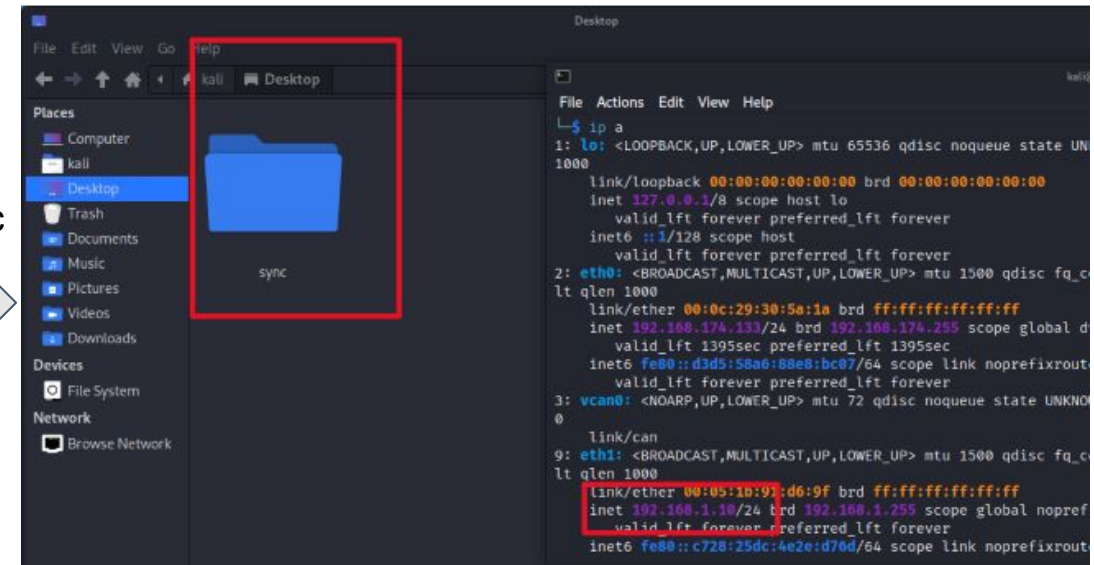 Desktop
File Edit View Go Help
kali Desktop
Places
Computer
kali
Desktop
Trash
Documents
Music
Pictures
Videos
Downloads
Devices
File System
Network
Browse Network
sync
c
kali@
File Actions Edit View Help
└─$ ip a
1: lo: <LOOPBACK,UP,LOWER_UP> mtu 65536 qdisc noqueue state UN
1000
link/loopback 00:00:00:00:00:00 brd 00:00:00:00:00:00
inet 127.0.0.1/8 scope host lo
valid_lft forever preferred_lft forever
inet6 ::1/128 scope host
valid_lft forever preferred_lft forever
2: eth0: <BROADCAST,MULTICAST,UP,LOWER_UP> mtu 1500 qdisc fq_c
lt qlen 1000
link/ether 00:0c:29:30:5a:1a brd ff:ff:ff:ff:ff:ff
inet 192.168.174.133/24 brd 192.168.174.255 scope global d
valid_lft 1395sec preferred_lft 1395sec
inet6 fe80::d3d5:58a6:88e8:bc07/64 scope link noprefixrout
valid_lft forever preferred_lft forever
3: vcan0: <NOARP,UP,LOWER_UP> mtu 72 qdisc noqueue state UNKNO
0
link/can
9: eth1: <BROADCAST,MULTICAST,UP,LOWER_UP> mtu 1500 qdisc fq_c
lt qlen 1000
link/ether 00:05:1b:91:d6:9f brd ff:ff:ff:ff:ff:ff
inet 192.168.1.10/24 brd 192.168.1.255 scope global nopref
valid_lft forever preferred_lft forever
inet6 fe80::c728:25dc:4e2e:d76d/64 scope link noprefixrout